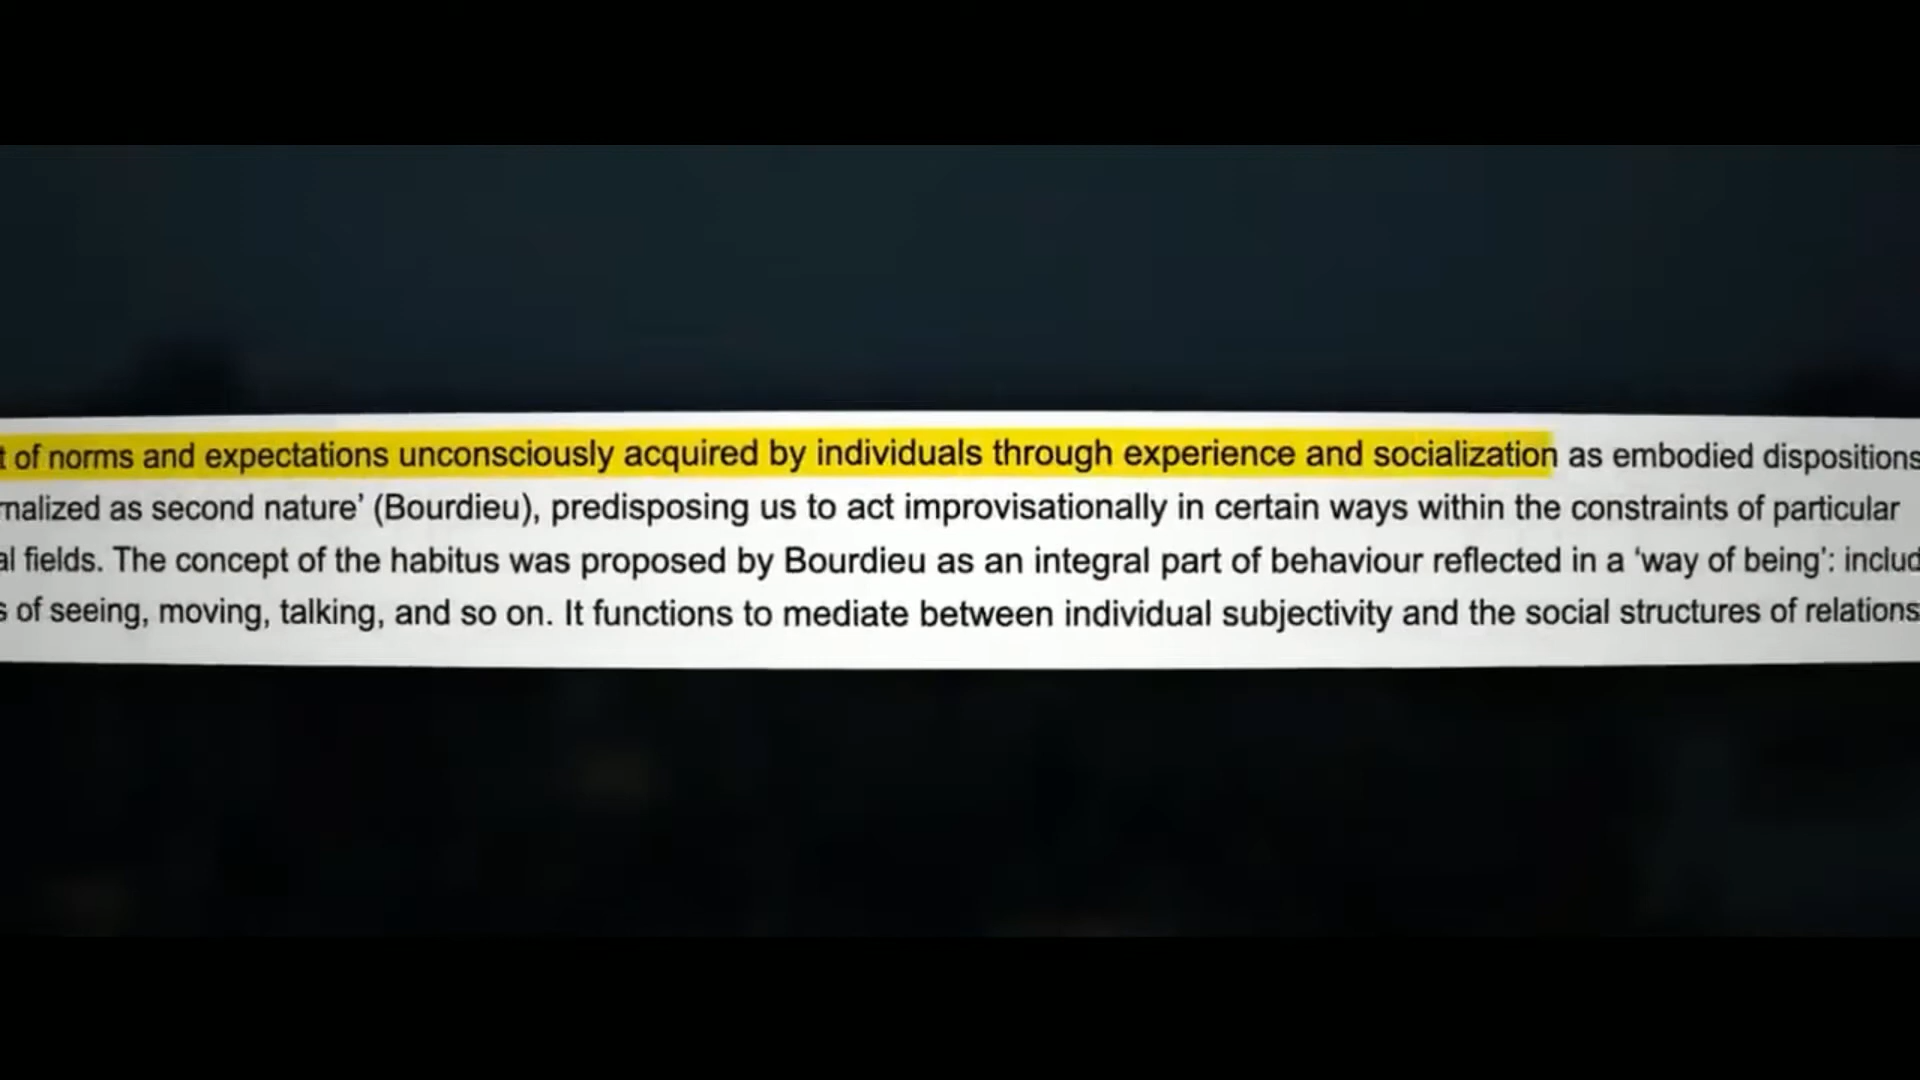 of norms and expectations unconsciously acquired by individuals through experience and socialization as embodied dispositions
as second nature’ (Bourdieu), predisposing us to act improvisationally in certain ways within the constraints of particular
fields. The concept of the habitus was proposed by Bourdieu as an integral part of behaviour reflected in a ‘way of being’:
of seeing, moving, talking, and so on. It functions to mediate between individual subjectivity and the social structures of relations